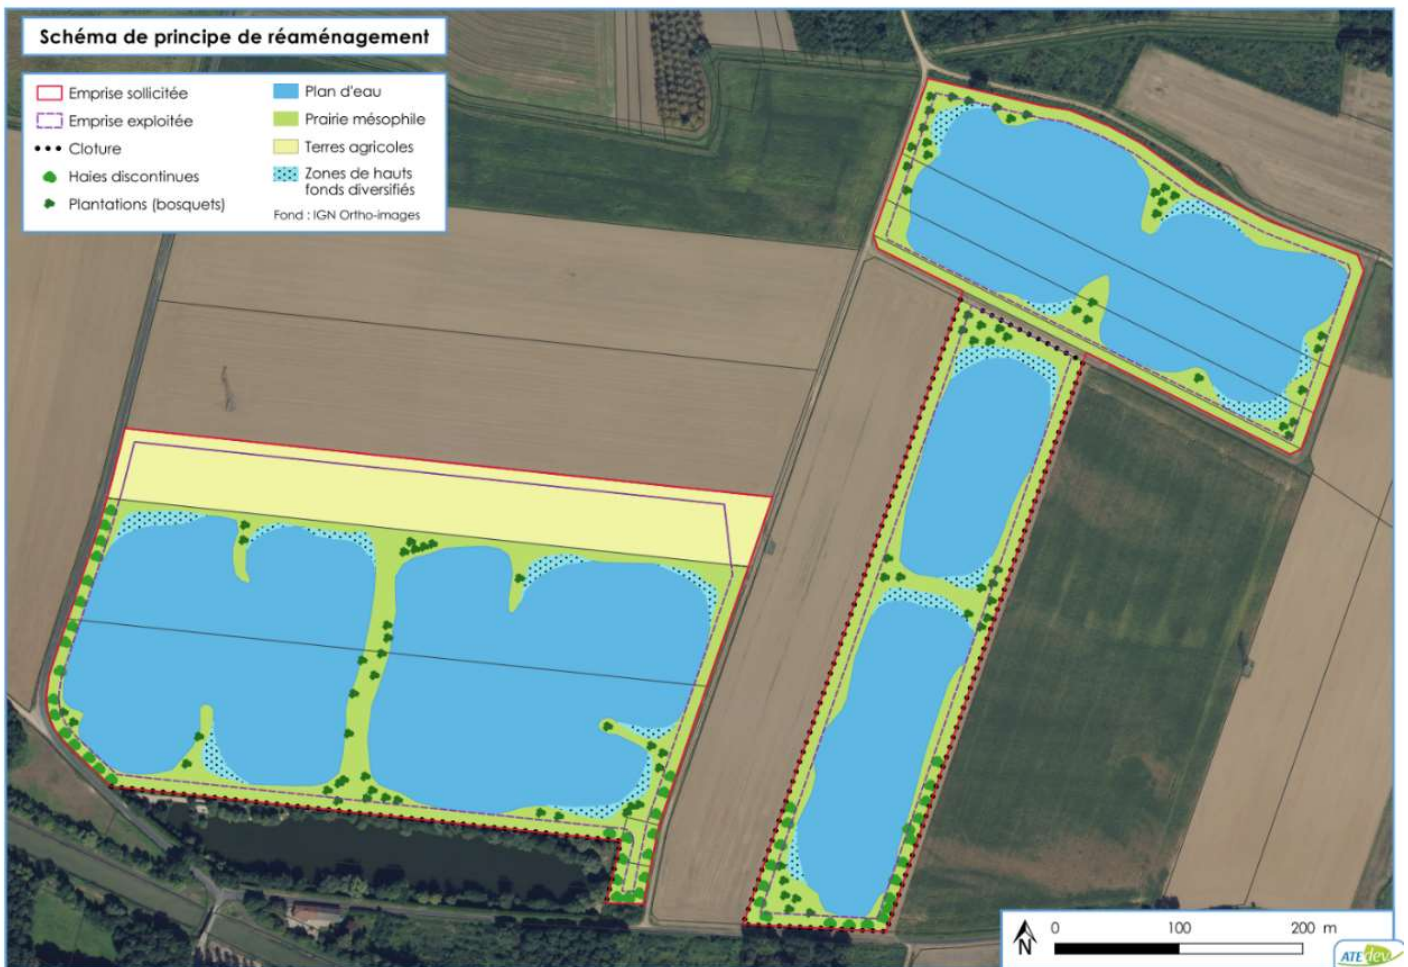 Schéma de principe de réaménagement
Emprise sollicitée
Emprise exploitée
Cloture
Haies discontinues
Plantations (bosquets)
Plan d'eau
Prairie mésophile
Terres agricoles
Zones de hauts
fonds diversifiés
Fond : IGN Ortho-images
N
0 100 200 m
ATEdev